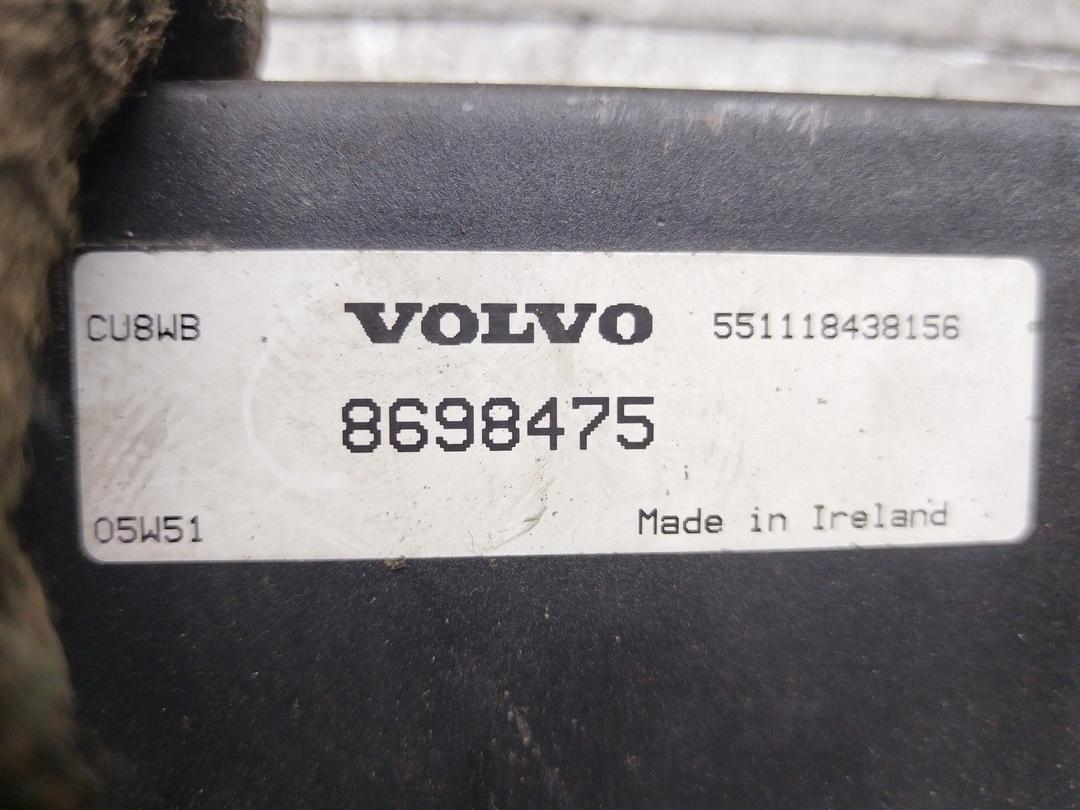 CU8WB VOLVO 551118438156
8698475
05W51 Made in Ireland